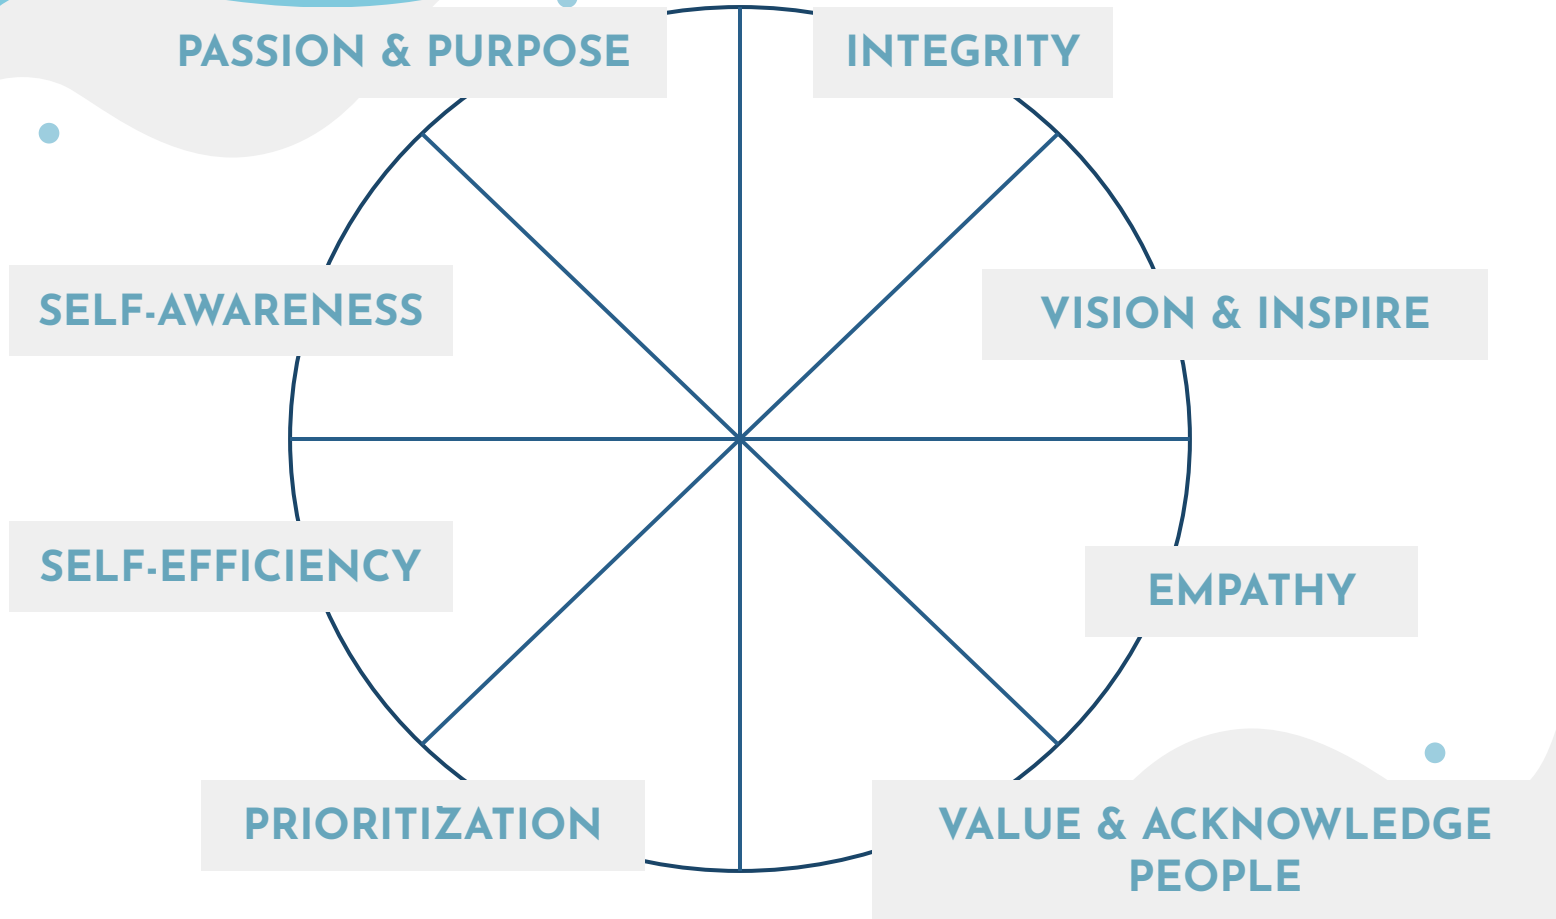 PASSION & PURPOSE
INTEGRITY
SELF-AWARENESS
VISION & INSPIRE
SELF-EFFICIENCY
EMPATHY
PRIORITIZATION
VALUE & ACKNOWLEDGE
PEOPLE